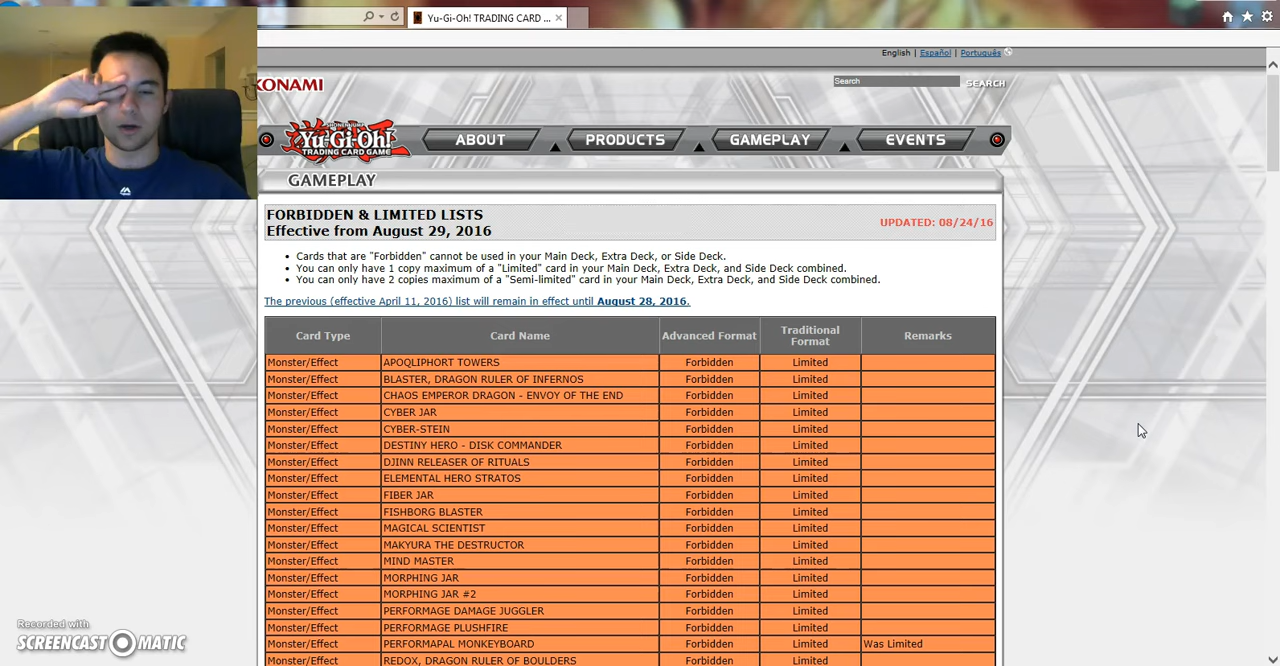 Yu-Gi-Oh! TRADING CARD ...
English | Español | Português
KONAMI
Search
SEARCH
SHONEN JUMP
Yu-Gi-Oh!
TRADING CARD GAME
ABOUT
PRODUCTS
GAMEPLAY
EVENTS
GAMEPLAY
FORBIDDEN & LIMITED LISTS
Effective from August 29, 2016
UPDATED: 08/24/16
• Cards that are "Forbidden" cannot be used in your Main Deck, Extra Deck, or Side Deck.
• You can only have 1 copy maximum of a "Limited" card in your Main Deck, Extra Deck, and Side Deck combined.
• You can only have 2 copies maximum of a "Semi-limited" card in your Main Deck, Extra Deck, and Side Deck combined.
The previous (effective April 11, 2016) list will remain in effect until August 28, 2016.
Card Type Card Name Advanced Format Traditional Format Remarks
Monster/Effect APOQLIPHORT TOWERS Forbidden Limited
Monster/Effect BLASTER, DRAGON RULER OF INFERNOS Forbidden Limited
Monster/Effect CHAOS EMPEROR DRAGON - ENVOY OF THE END Forbidden Limited
Monster/Effect CYBER JAR Forbidden Limited
Monster/Effect CYBER-STEIN Forbidden Limited
Monster/Effect DESTINY HERO - DISK COMMANDER Forbidden Limited
Monster/Effect DJINN RELEASER OF RITUALS Forbidden Limited
Monster/Effect ELEMENTAL HERO STRATOS Forbidden Limited
Monster/Effect FIBER JAR Forbidden Limited
Monster/Effect FISHBORG BLASTER Forbidden Limited
Monster/Effect MAGICAL SCIENTIST Forbidden Limited
Monster/Effect MAKYURA THE DESTRUCTOR Forbidden Limited
Monster/Effect MIND MASTER Forbidden Limited
Monster/Effect MORPHING JAR Forbidden Limited
Monster/Effect MORPHING JAR #2 Forbidden Limited
Monster/Effect PERFORMAGE DAMAGE JUGGLER Forbidden Limited
Monster/Effect PERFORMAGE PLUSHFIRE Forbidden Limited
Monster/Effect PERFORMAPAL MONKEYBOARD Forbidden Limited Was Limited
Monster/Effect REDOX, DRAGON RULER OF BOULDERS Forbidden Limited
Recorded with
SCREENCAST-O-MATIC